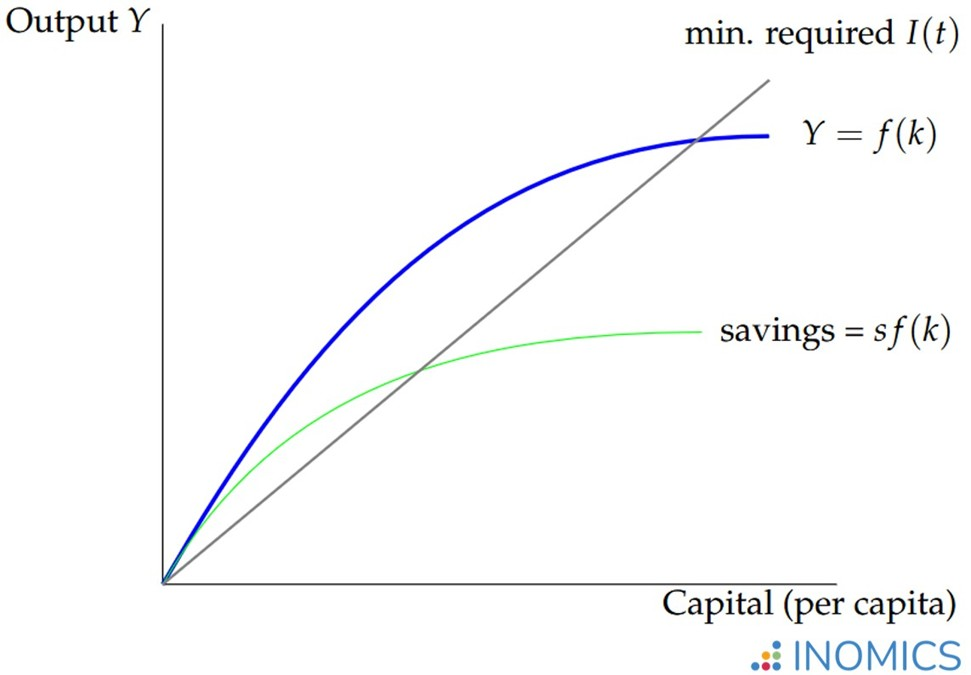 Output Y
min. required I(t)
Y = f(k)
savings = sf(k)
Capital (per capita)
INOMICS